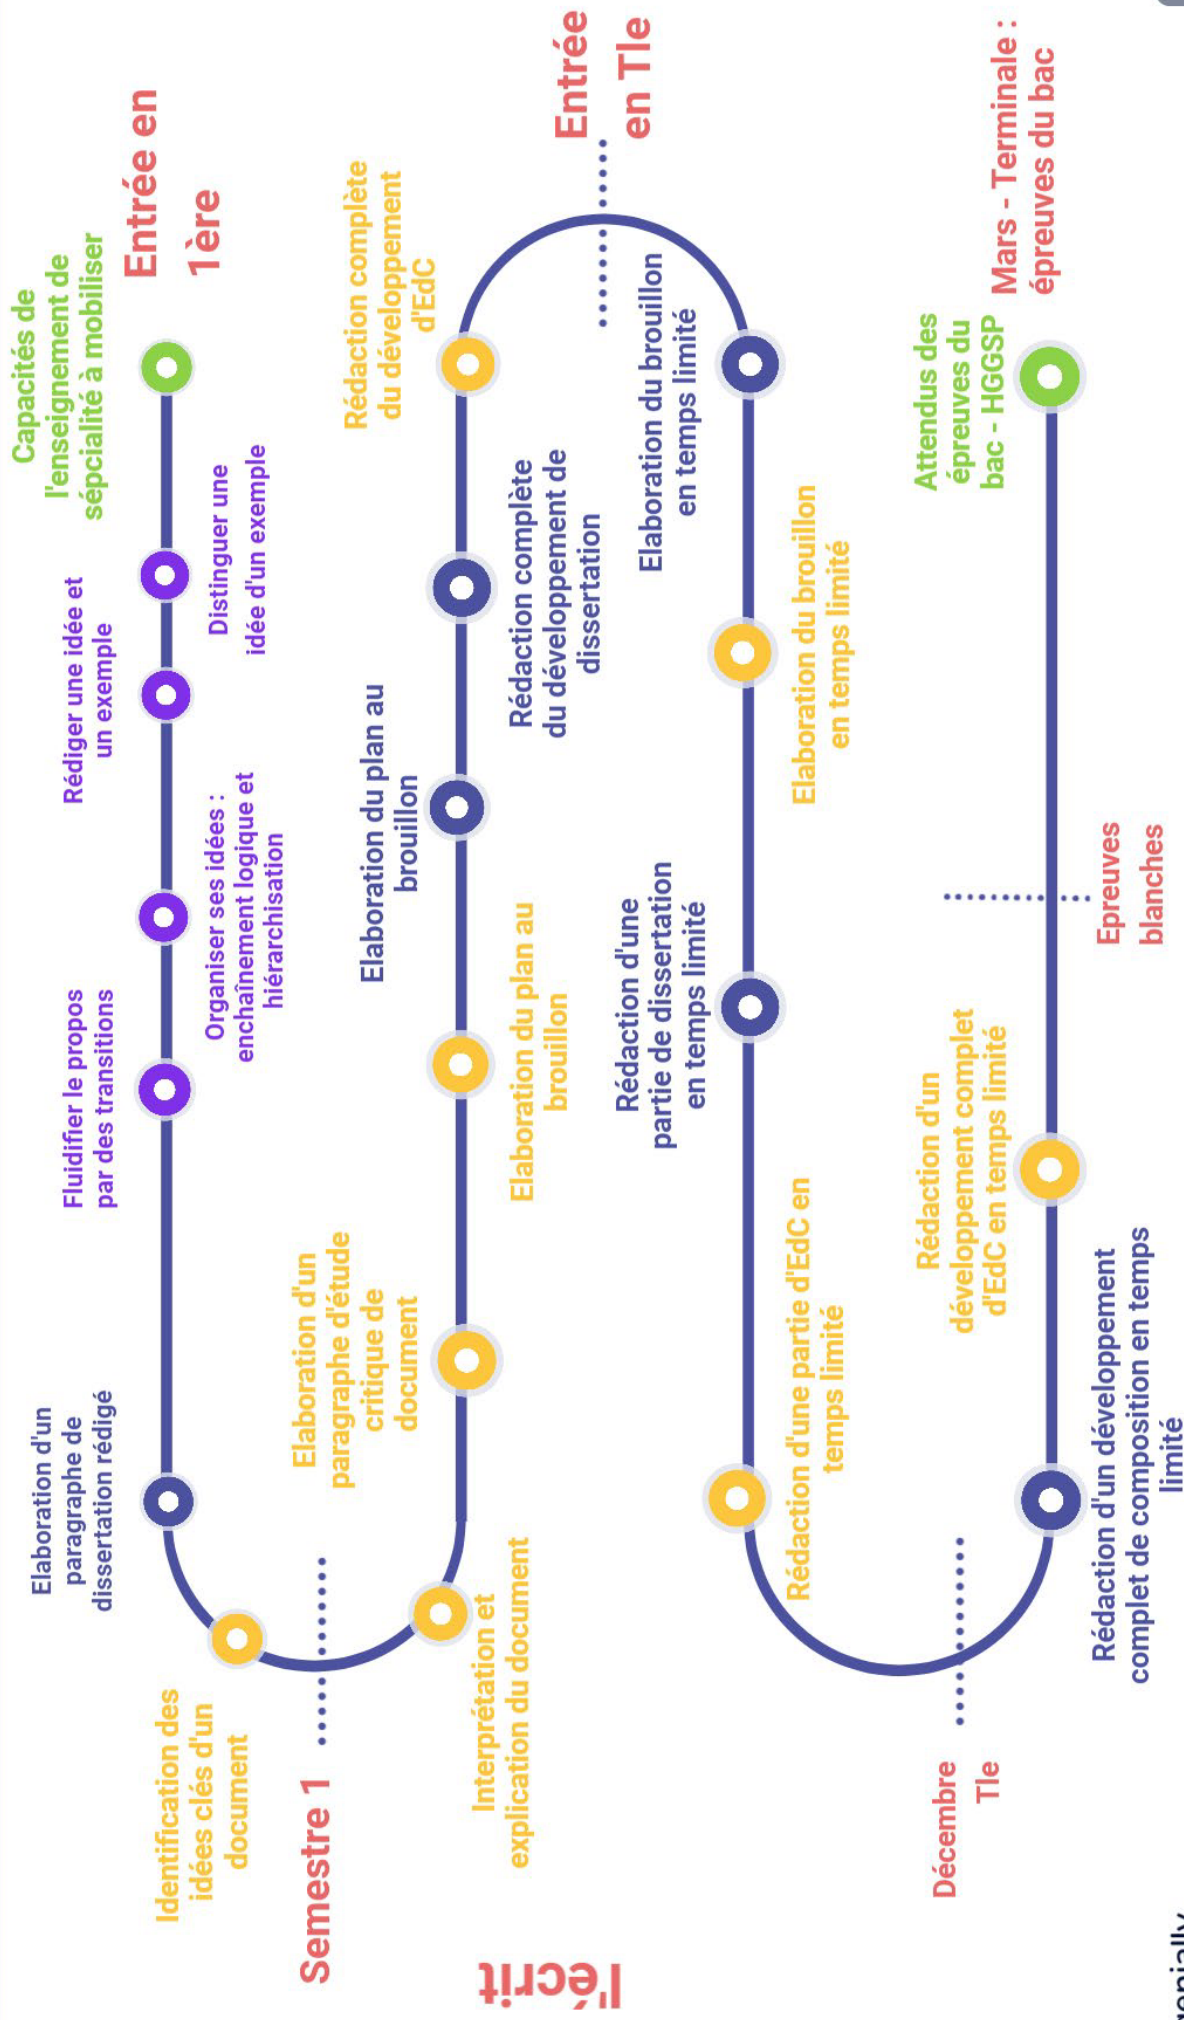 l'écrit
Entrée en
1ère
Capacités de
l'enseignement de
sépcialité à mobiliser
Distinguer une
idée d'un exemple
Rédiger une idée et
un exemple
Organiser ses idées :
enchaînement logique et
hiérarchisation
Fluidifier le propos
par des transitions
Elaboration d'un
paragraphe de
dissertation rédigé
Identification des
idées clés d'un
document
Semestre 1
Interprétation et
explication du document
Elaboration d'un
paragraphe d'étude
critique de
document
Elaboration du plan au
brouillon
Elaboration du plan au
brouillon
Rédaction complète
du développement de
dissertation
Rédaction complète
du développement
d'EdC
Entrée
en Tle
Elaboration du brouillon
en temps limité
Elaboration du brouillon
en temps limité
Rédaction d'une
partie de dissertation
en temps limité
Rédaction d'une partie d'EdC en
temps limité
Décembre
Tle
Rédaction d'un développement
complet de composition en temps
limité
Rédaction d'un
développement complet
d'EdC en temps limité
Epreuves
blanches
Attendus des
épreuves du
bac - HGGSP
Mars - Terminale :
épreuves du bac